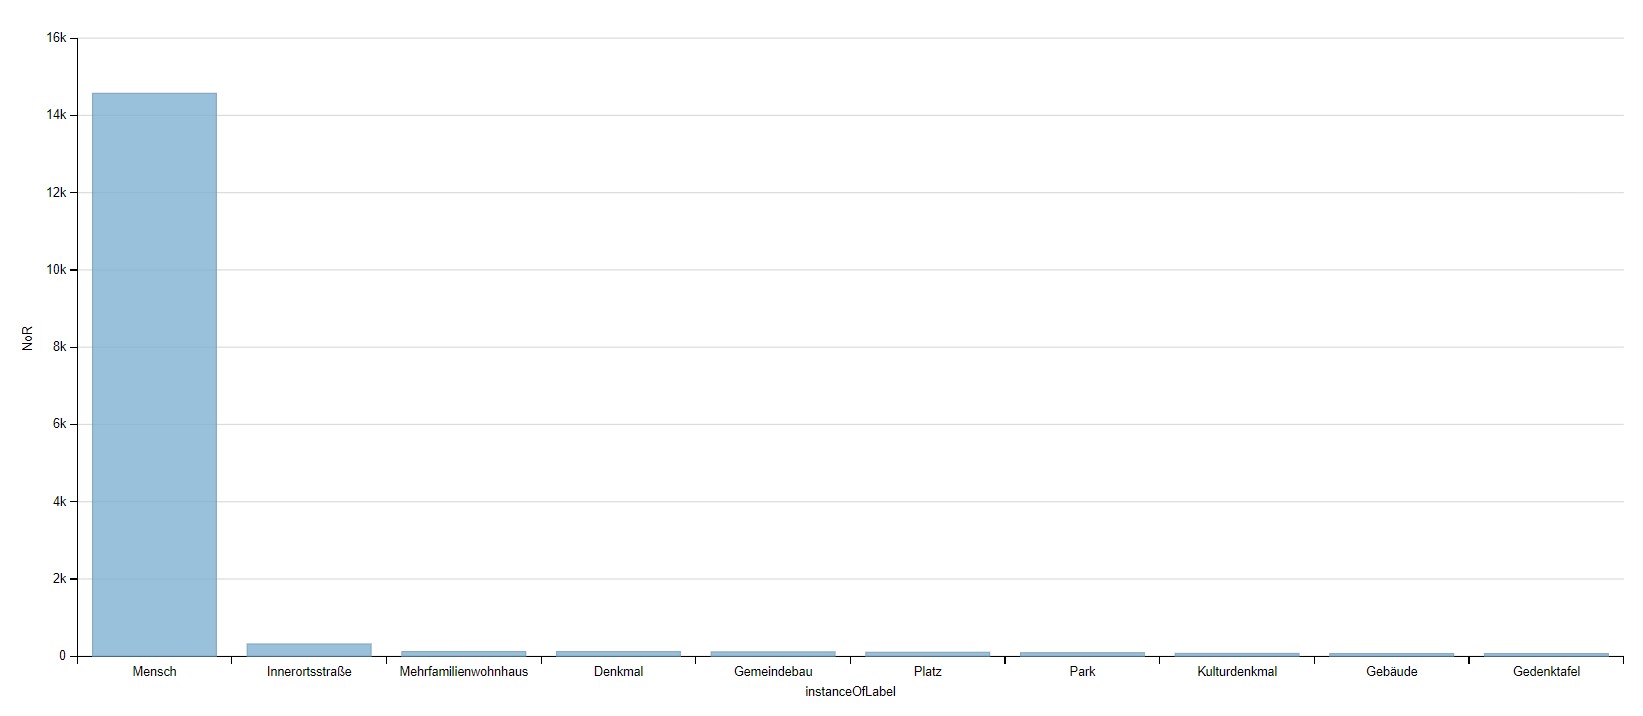 16k
14k
12k
10k
8k
6k
4k
2k
0
NoR
Mensch
Innerortsstraße
Mehrfamilienwohnhaus
Denkmal
Gemeindebau
Platz
Park
Kulturdenkmal
Gebäude
Gedenktafel
instanceOfLabel